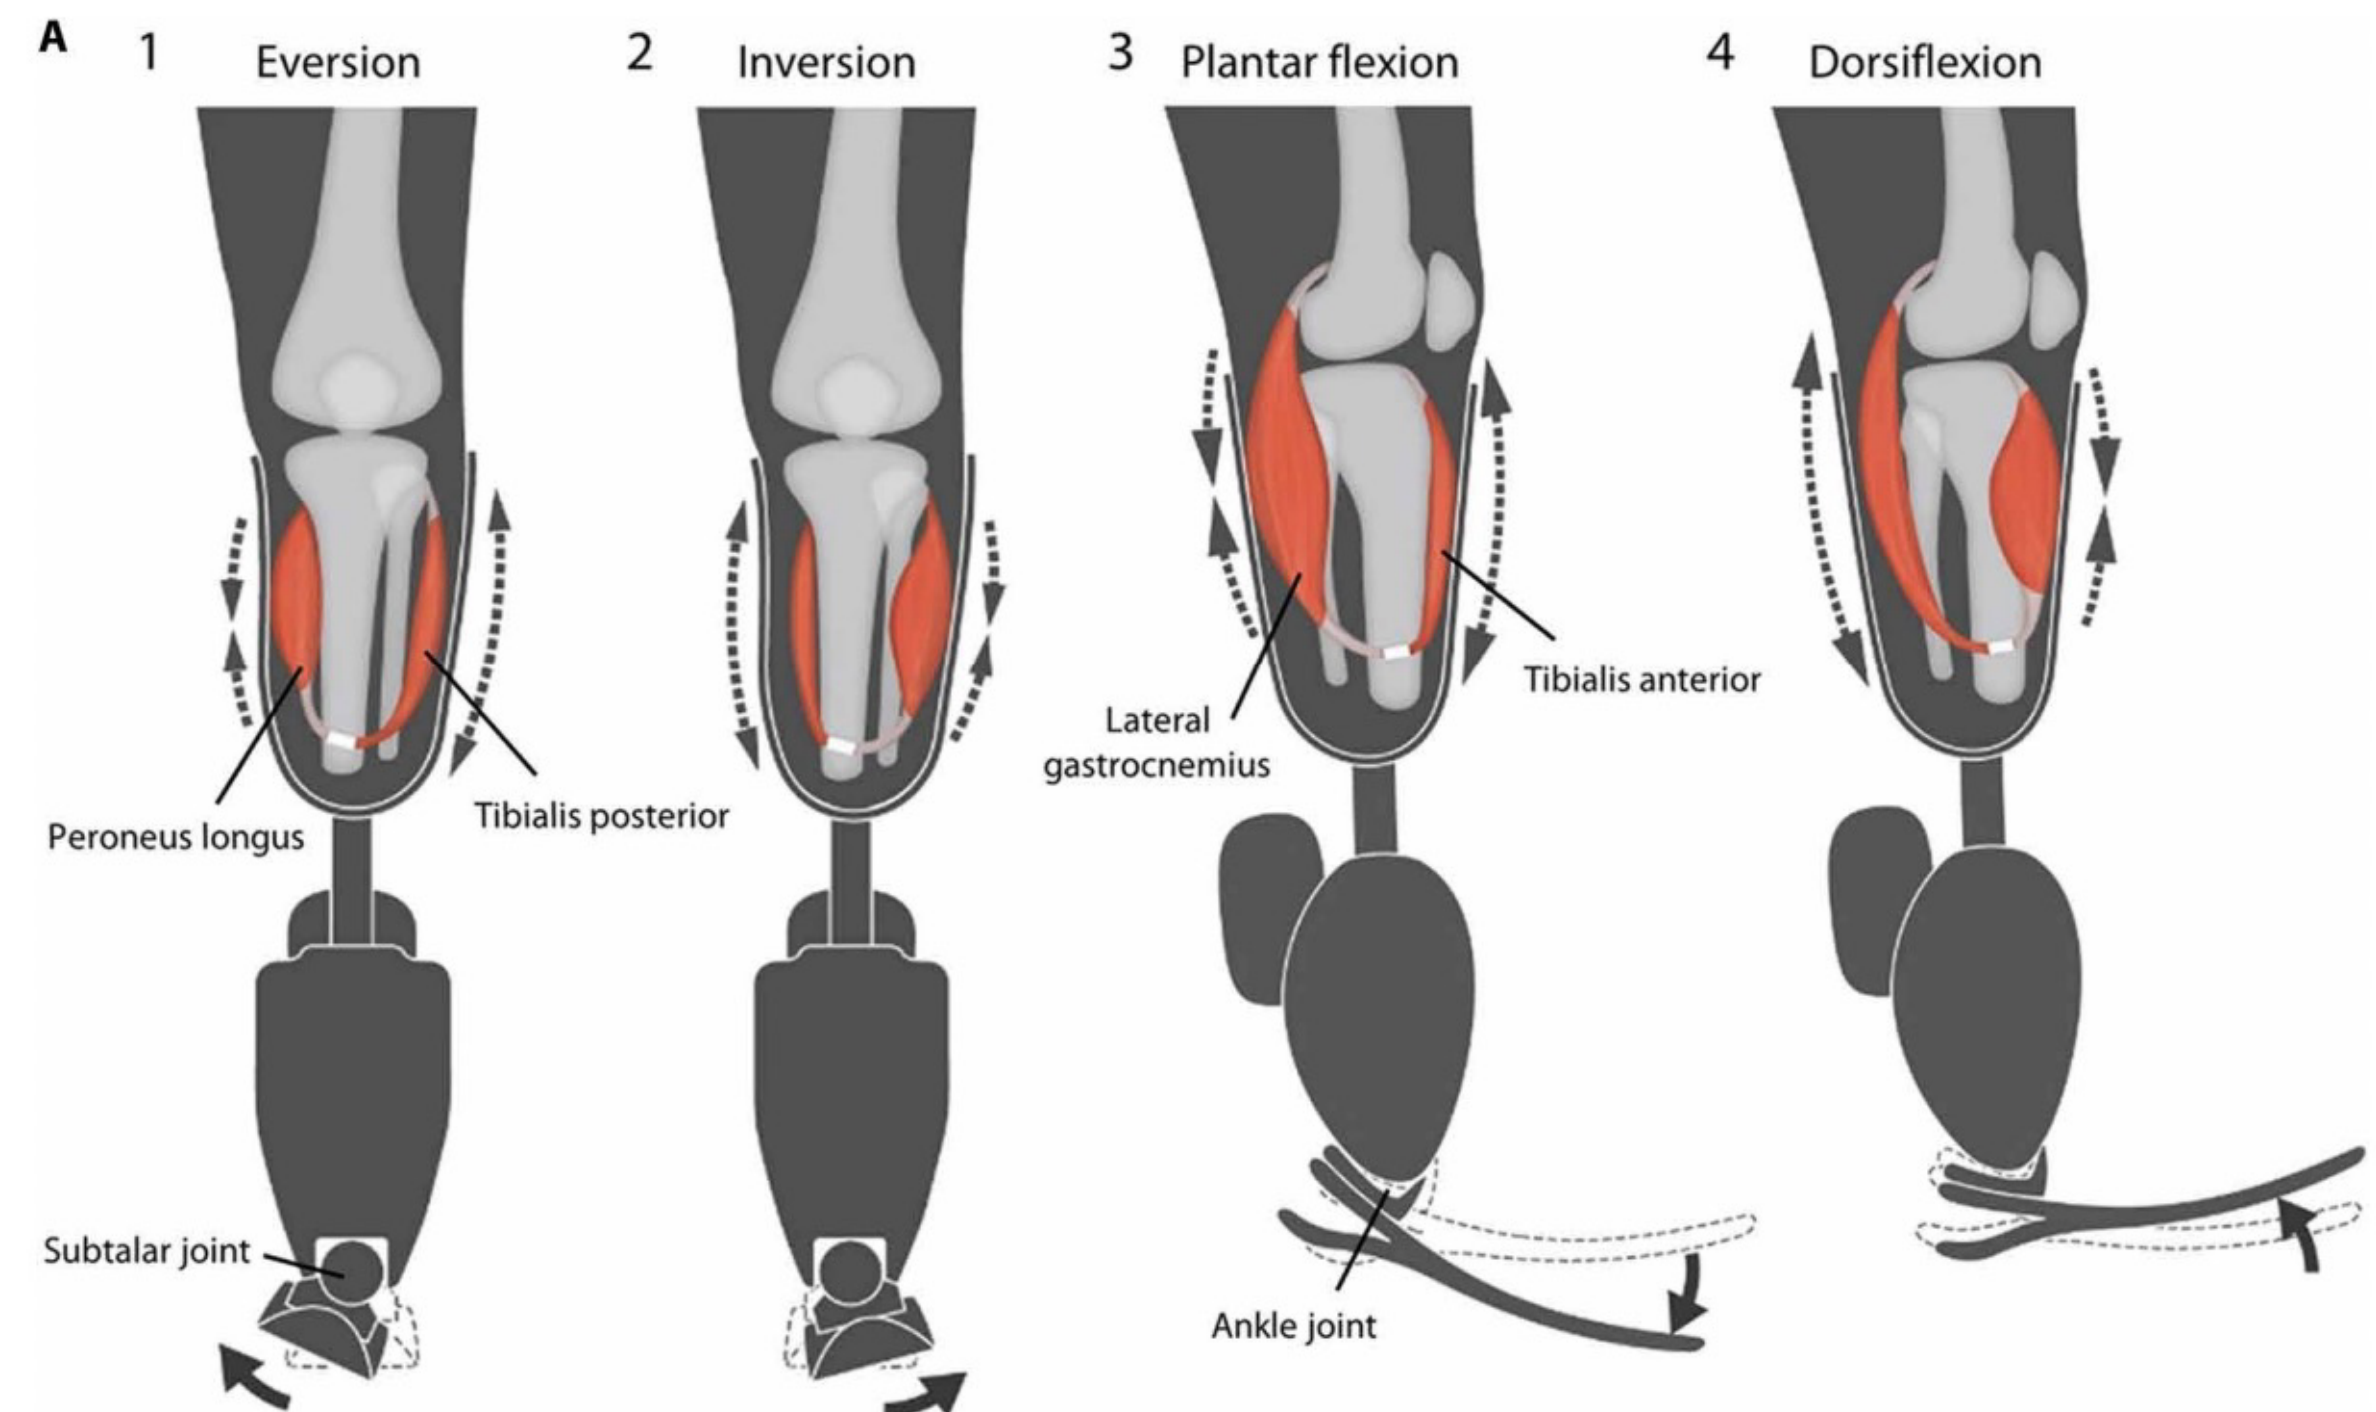 A
1 Eversion
2 Inversion
3 Plantar flexion
4 Dorsiflexion
Tibialis anterior
Lateral
gastrocnemius
Peroneus longus
Tibialis posterior
Subtalar joint
Ankle joint